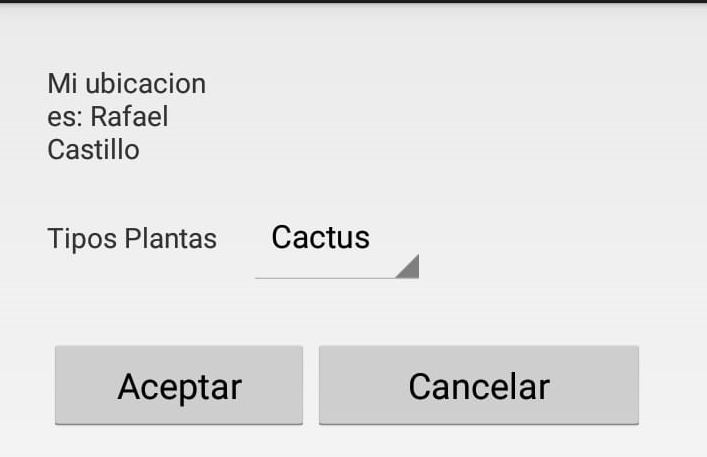 Mi ubicacion
es: Rafael
Castillo
Tipos Plantas Cactus
Aceptar Cancelar